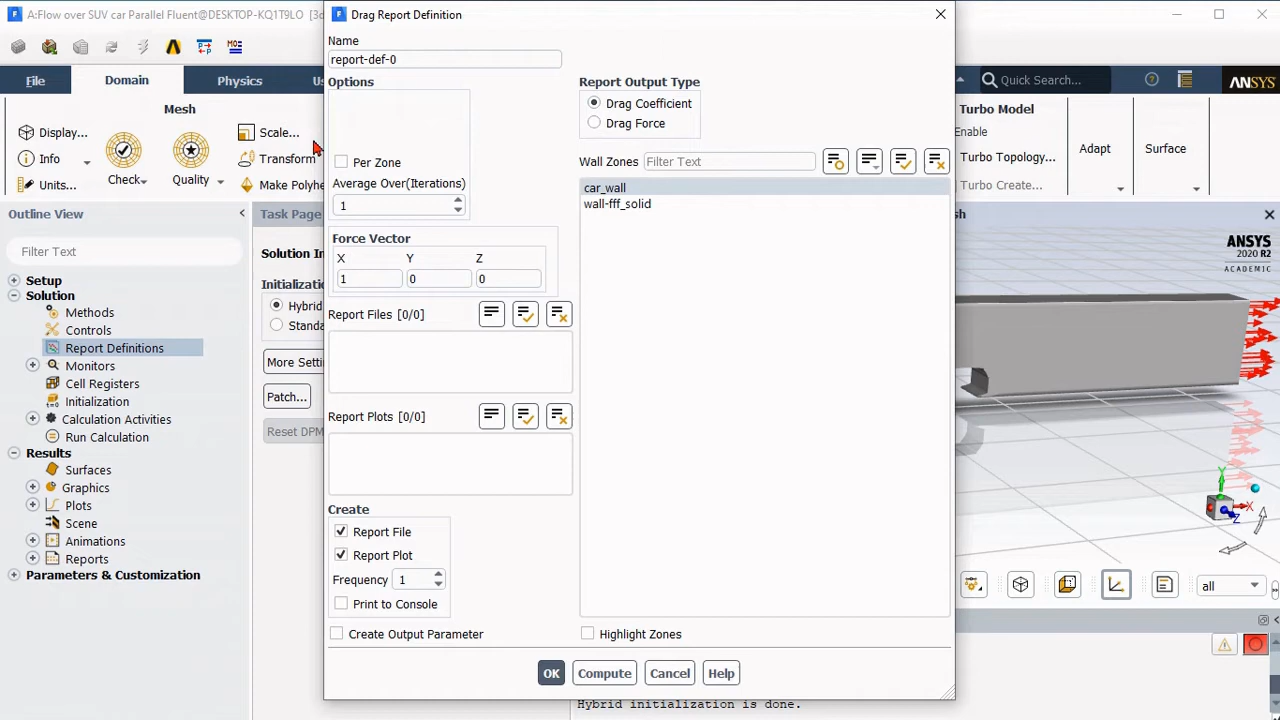 A:Flow over SUV car Parallel Fluent@DESKTOP-KQ1T9LO [3d
Drag Report Definition
File
Domain
Physics
Quick Search...
ANSYS
Mesh
Display...
Info
Units...
Check
Quality
Scale...
Transform
Make Polyhe
Turbo Model
Enable
Turbo Topology...
Turbo Create...
Adapt
Surface
Outline View
Filter Text
Setup
Solution
Methods
Controls
Report Definitions
Monitors
Cell Registers
Initialization
Calculation Activities
Run Calculation
Results
Surfaces
Graphics
Plots
Scene
Animations
Reports
Parameters & Customization
Task Page
Solution In
Initializatio
Hybrid
Standa
More Setti
Patch...
Reset DPM
Name
report-def-0
Options
Per Zone
Average Over(Iterations)
1
Force Vector
X Y Z
1 0 0
Report Files [0/0]
Report Plots [0/0]
Create
Report File
Report Plot
Frequency 1
Print to Console
Create Output Parameter
Report Output Type
Drag Coefficient
Drag Force
Wall Zones Filter Text
car_wall
wall-fff_solid
Highlight Zones
OK Compute Cancel Help
sh
ANSYS
2020 R2
ACADEMIC
Y
X
Z
all
Hybrid initialization is done.